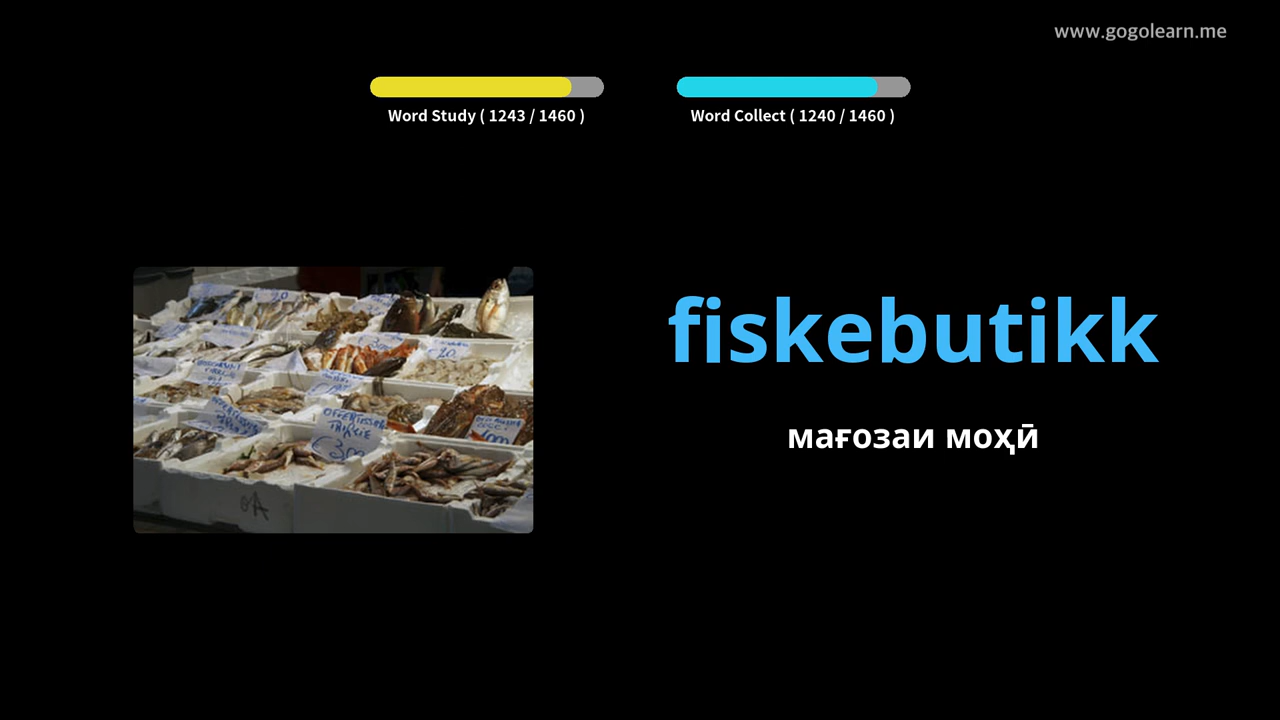 www.gogolearn.me
Word Study ( 1243 / 1460 )
Word Collect ( 1240 / 1460 )
fiskebutikk
мағозаи моҳӣ